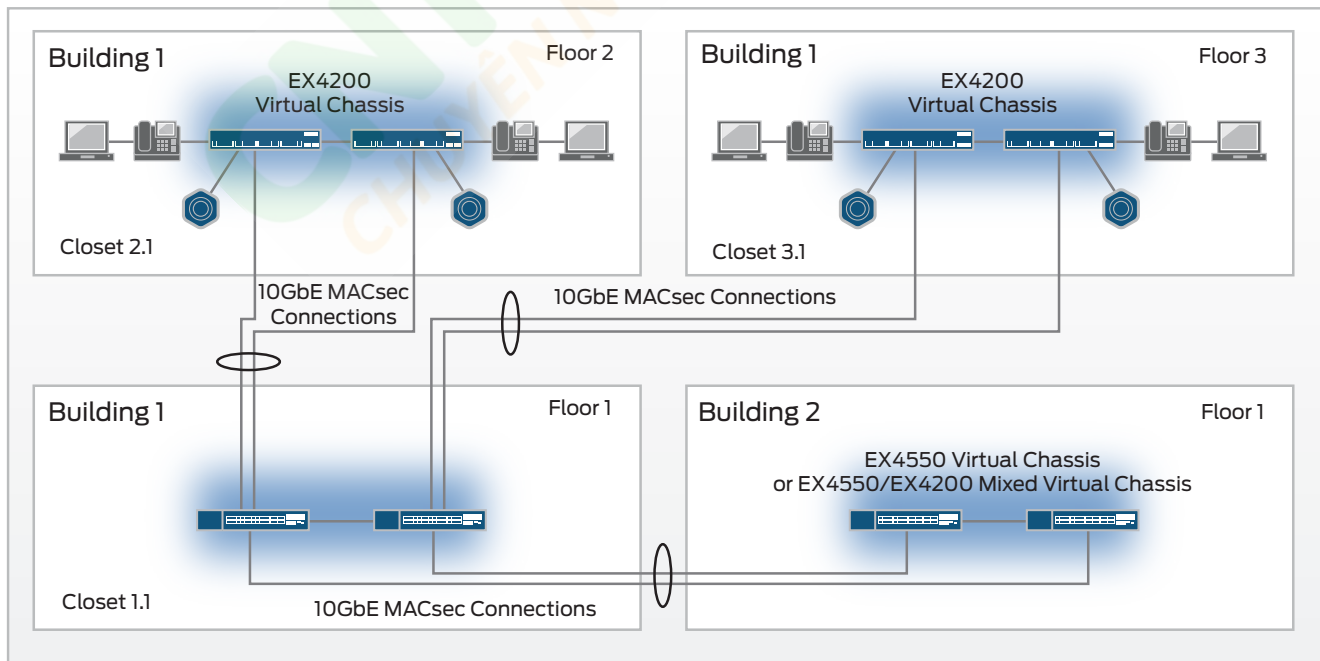 Building 1
Floor 2
EX4200
Virtual Chassis
Closet 2.1
Building 1
Floor 3
EX4200
Virtual Chassis
Closet 3.1
10GbE MACsec
Connections
10GbE MACsec Connections
Building 1
Floor 1
Closet 1.1
10GbE MACsec Connections
Building 2
Floor 1
EX4550 Virtual Chassis
or EX4550/EX4200 Mixed Virtual Chassis